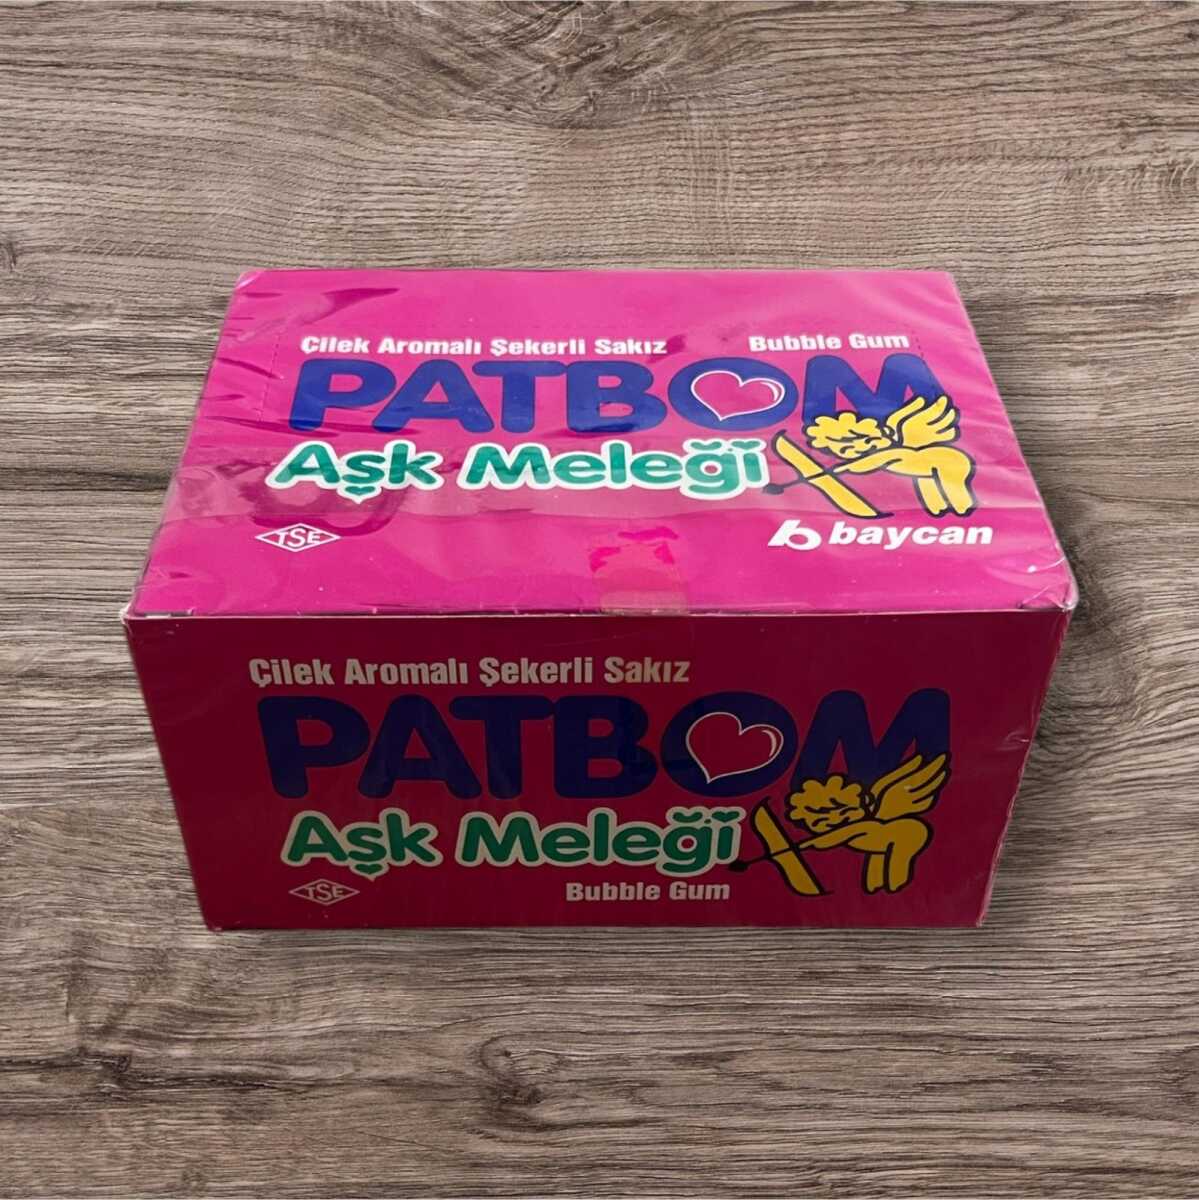 Çilek Aromalı Şekerli Sakız Bubble Gum
PATBOM
Aşk Meleği
TSE
b baycan
Çilek Aromalı Şekerli Sakız
PATBOM
Aşk Meleği
TSE
Bubble Gum